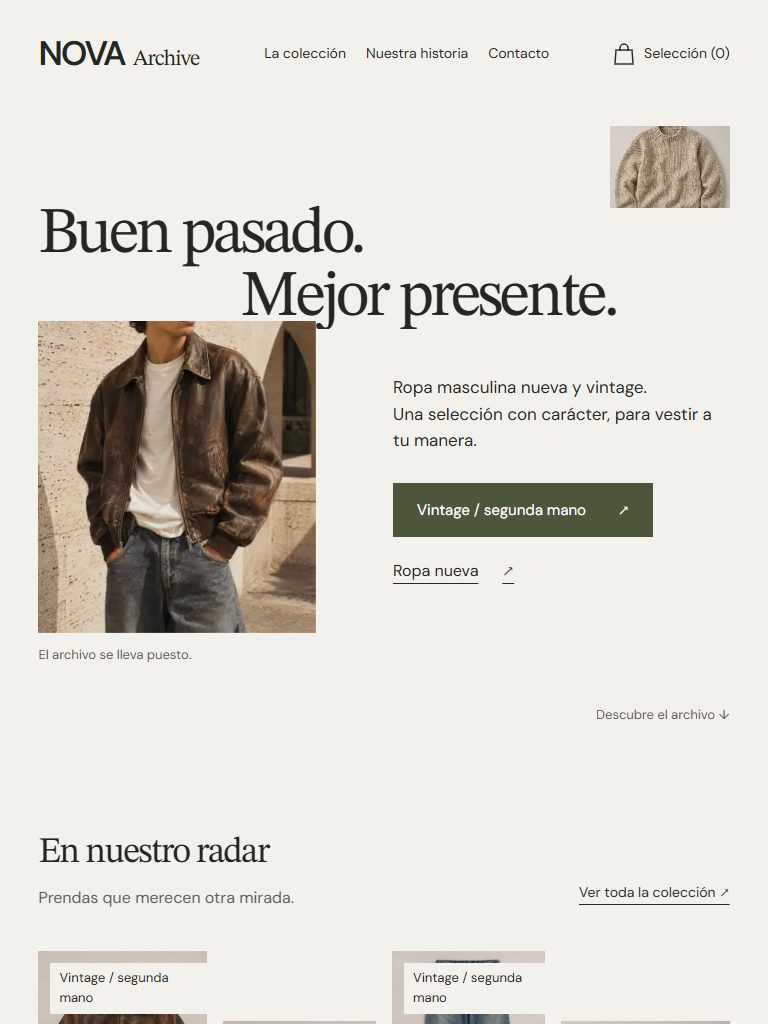 NOVA Archive
La colección
Nuestra historia
Contacto
Selección (0)
Buen pasado.
Mejor presente.
Ropa masculina nueva y vintage.
Una selección con carácter, para vestir a
tu manera.
Vintage / segunda mano ↗
Ropa nueva ↗
El archivo se lleva puesto.
Descubre el archivo ↓
En nuestro radar
Prendas que merecen otra mirada.
Ver toda la colección ↗
Vintage / segunda
mano
Vintage / segunda
mano